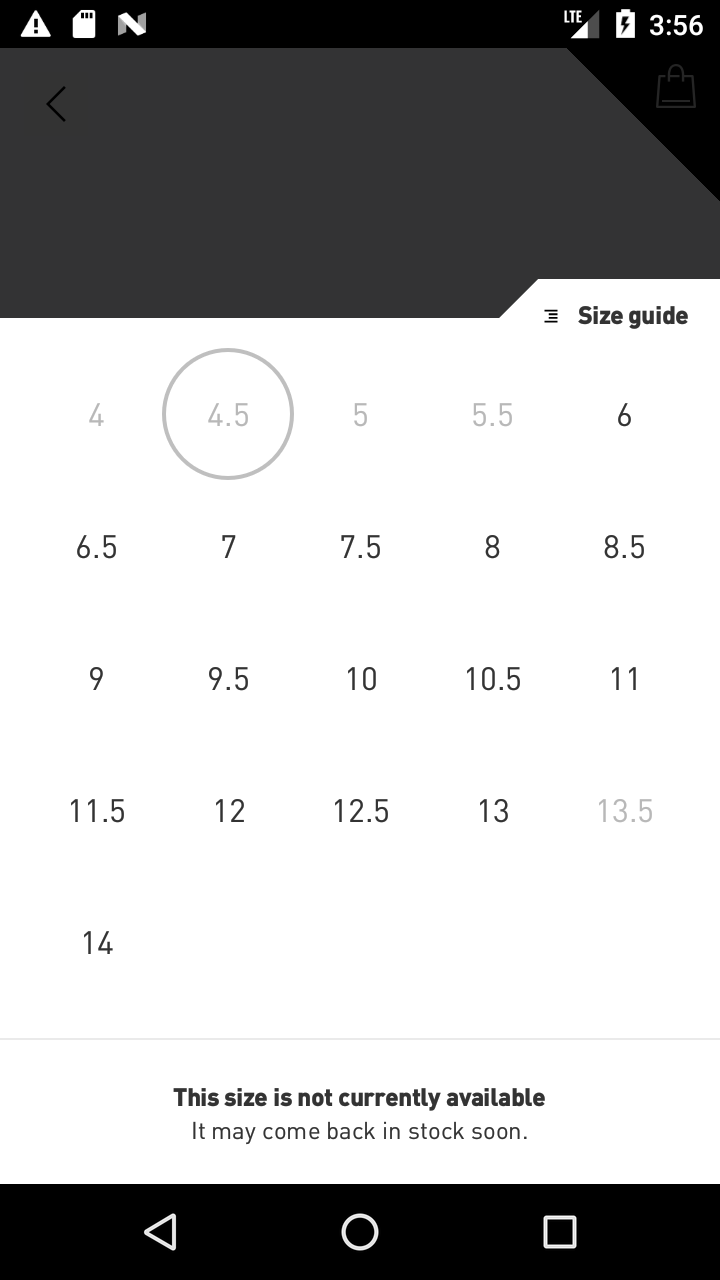 LTE 3:56
Size guide
4 4.5 5 5.5 6
6.5 7 7.5 8 8.5
9 9.5 10 10.5 11
11.5 12 12.5 13 13.5
14
This size is not currently available
It may come back in stock soon.